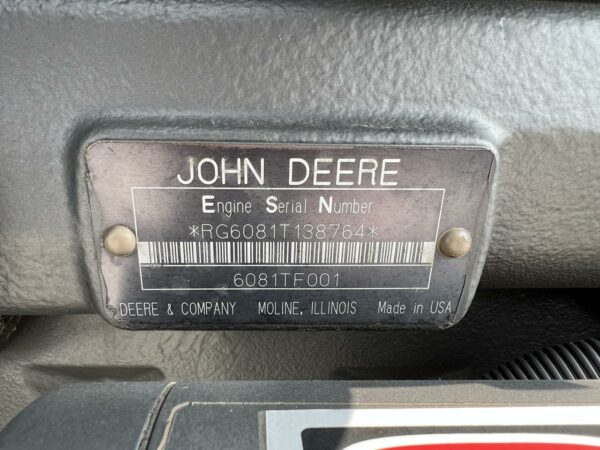 JOHN DEERE
Engine Serial Number
*RG6081T138764*
6081TF001
DEERE & COMPANY MOLINE, ILLINOIS Made in USA